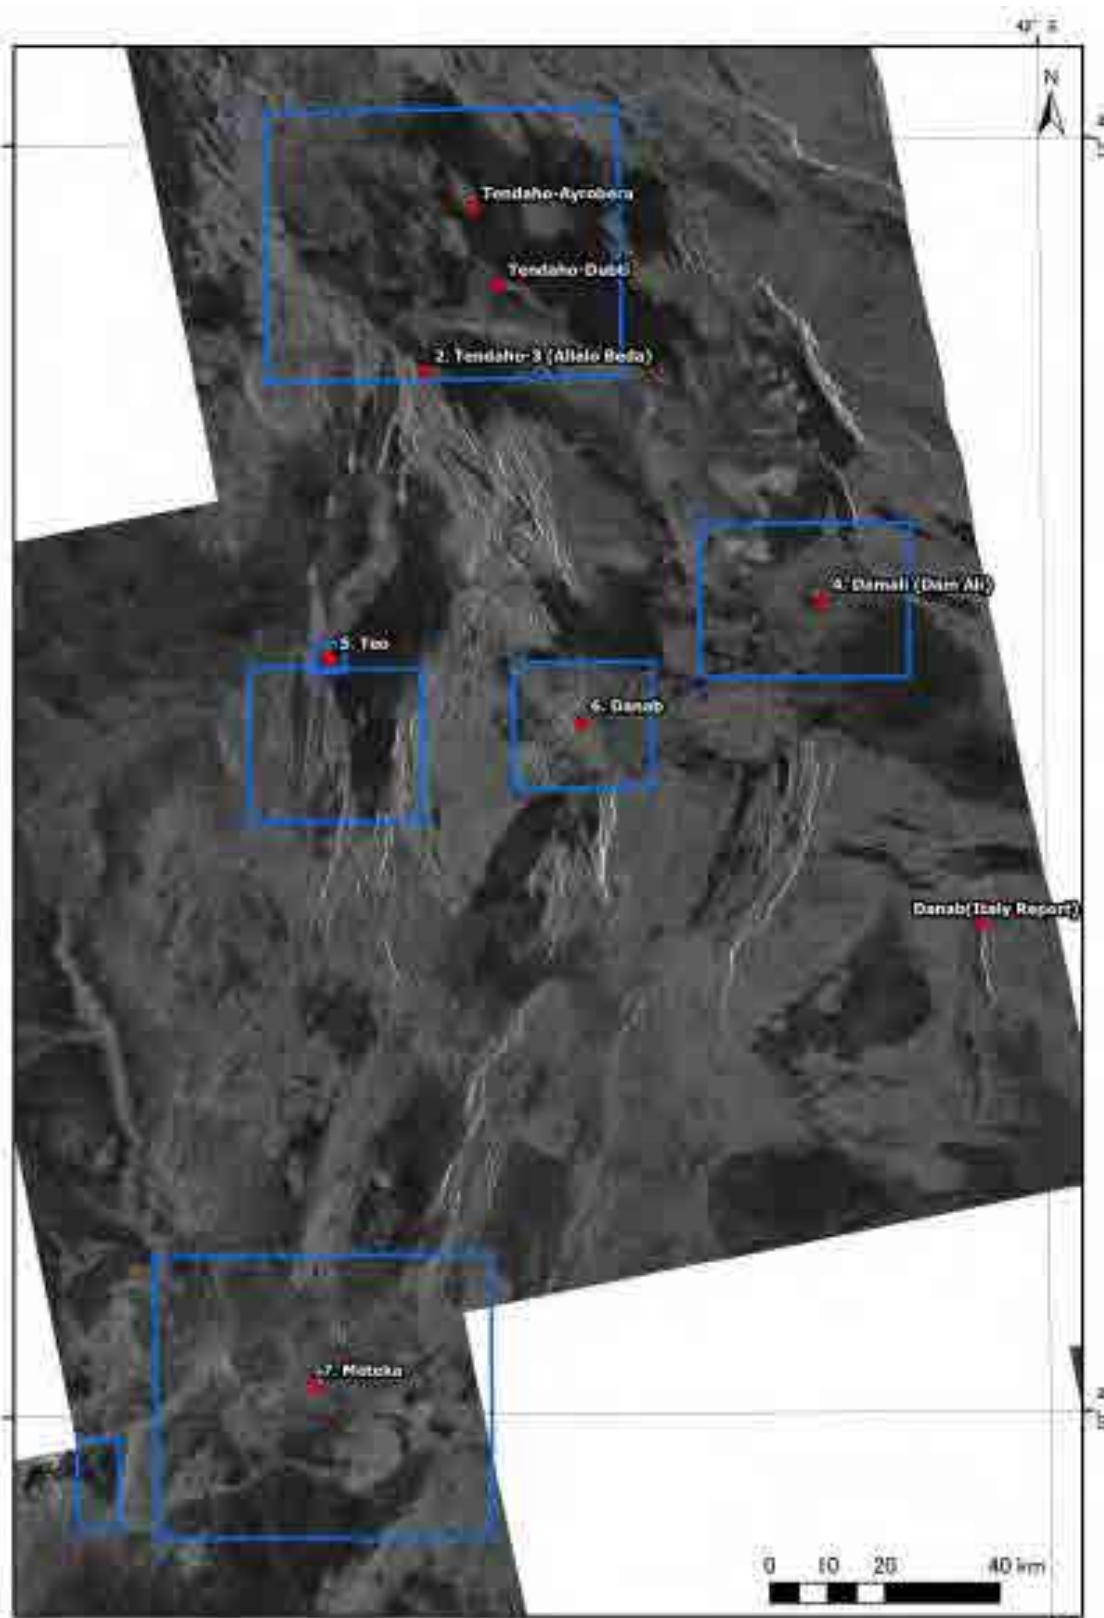 42° E
N
Tendaho-Ayrobera
Tendaho-Dubti
2. Tendaho-3 (Allalo Beda)
4. Damali (Dam Ali)
5. Teo
6. Danab
Danab(Italy Report)
7. Meteka
0 10 20 40 km